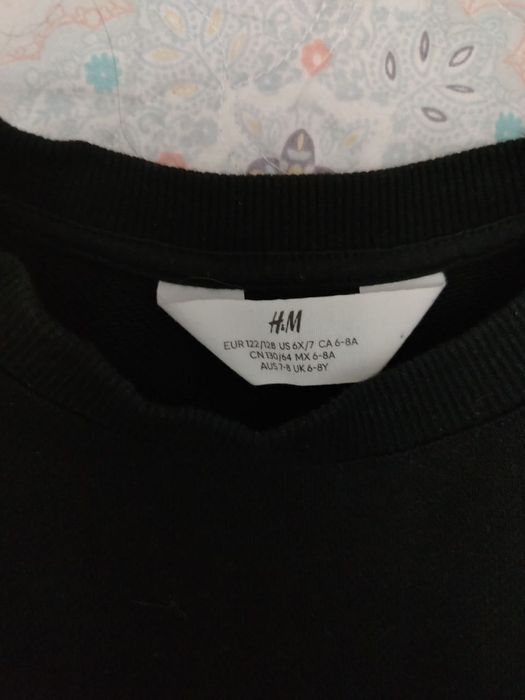 H&M
EUR 122/128 US 6X/7 CA 6-8A
CN 130/64 MX 6-8A
AUS 7-8 UK 6-8Y